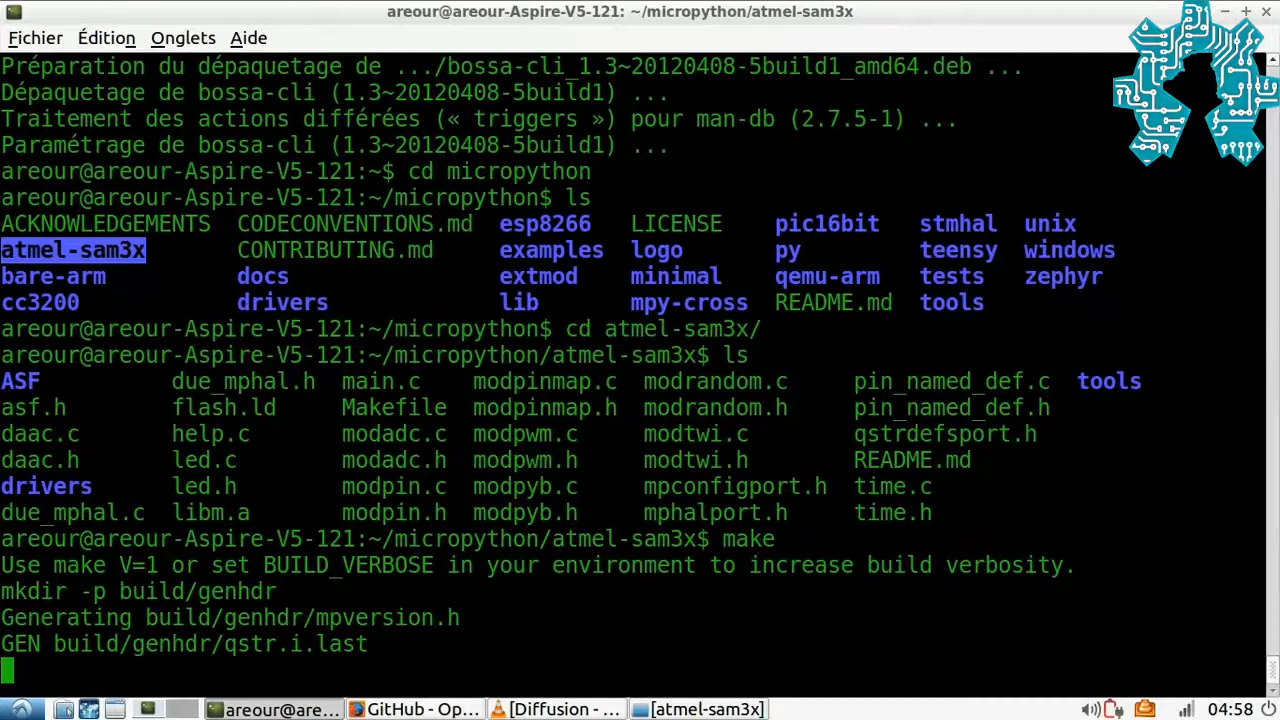 areour@areour-Aspire-V5-121: ~/micropython/atmel-sam3x
Fichier Édition Onglets Aide
Préparation du dépaquetage de .../bossa-cli_1.3~20120408-5build1_amd64.deb ...
Dépaquetage de bossa-cli (1.3~20120408-5build1) ...
Traitement des actions différées (« triggers ») pour man-db (2.7.5-1) ...
Paramétrage de bossa-cli (1.3~20120408-5build1) ...
areour@areour-Aspire-V5-121:~$ cd micropython
areour@areour-Aspire-V5-121:~/micropython$ ls
ACKNOWLEDGEMENTS CODECONVENTIONS.md esp8266 LICENSE pic16bit stmhal unix
atmel-sam3x CONTRIBUTING.md examples logo py teensy windows
bare-arm docs extmod minimal qemu-arm tests zephyr
cc3200 drivers lib mpy-cross README.md tools
areour@areour-Aspire-V5-121:~/micropython$ cd atmel-sam3x/
areour@areour-Aspire-V5-121:~/micropython/atmel-sam3x$ ls
ASF due_mphal.h main.c modpinmap.c modrandom.c pin_named_def.c tools
asf.h flash.ld Makefile modpinmap.h modrandom.h pin_named_def.h
daac.c help.c modadc.c modpwm.c modtwi.c qstrdefsport.h
daac.h led.c modadc.h modpwm.h modtwi.h README.md
drivers led.h modpin.c modpyb.c mpconfigport.h time.c
due_mphal.c libm.a modpin.h modpyb.h mphalport.h time.h
areour@areour-Aspire-V5-121:~/micropython/atmel-sam3x$ make
Use make V=1 or set BUILD_VERBOSE in your environment to increase build verbosity.
mkdir -p build/genhdr
Generating build/genhdr/mpversion.h
GEN build/genhdr/qstr.i.last
areour@are... GitHub - Op... [Diffusion - ... [atmel-sam3x] 04:58